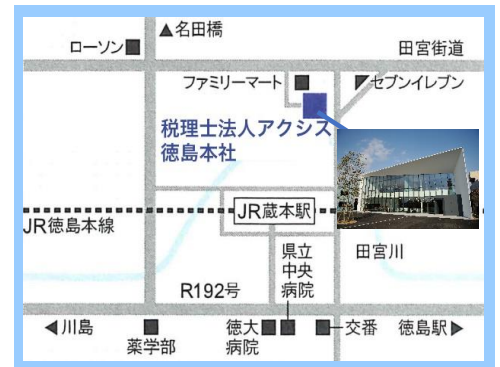 ▲名田橋
ローソン■
田宮街道
ファミリーマート
セブンイレブン
税理士法人アクシス
徳島本社
JR蔵本駅
JR徳島本線
県立
中央
病院
田宮川
R192号
◀川島
薬学部
徳大
病院
交番
徳島駅▶